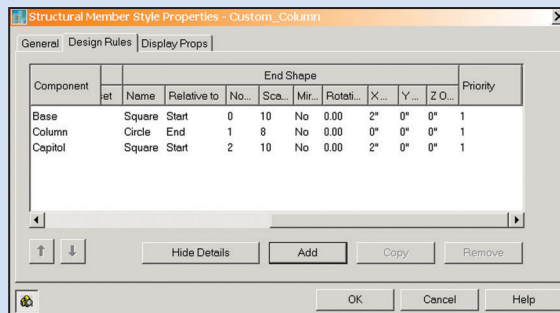 Structural Member Style Properties - Custom_Column
General Design Rules Display Props
End Shape
Component set Name Relative to No... Sca... Mir... Rotati... X... Y... Z O... Priority
Base Square Start 0 10 No 0.00 2" 0" 0" 1
Column Circle End 1 8 No 0.00 0" 0" 0" 1
Capitol Square Start 2 10 No 0.00 2" 0" 0" 1
Hide Details Add Copy Remove
OK Cancel Help